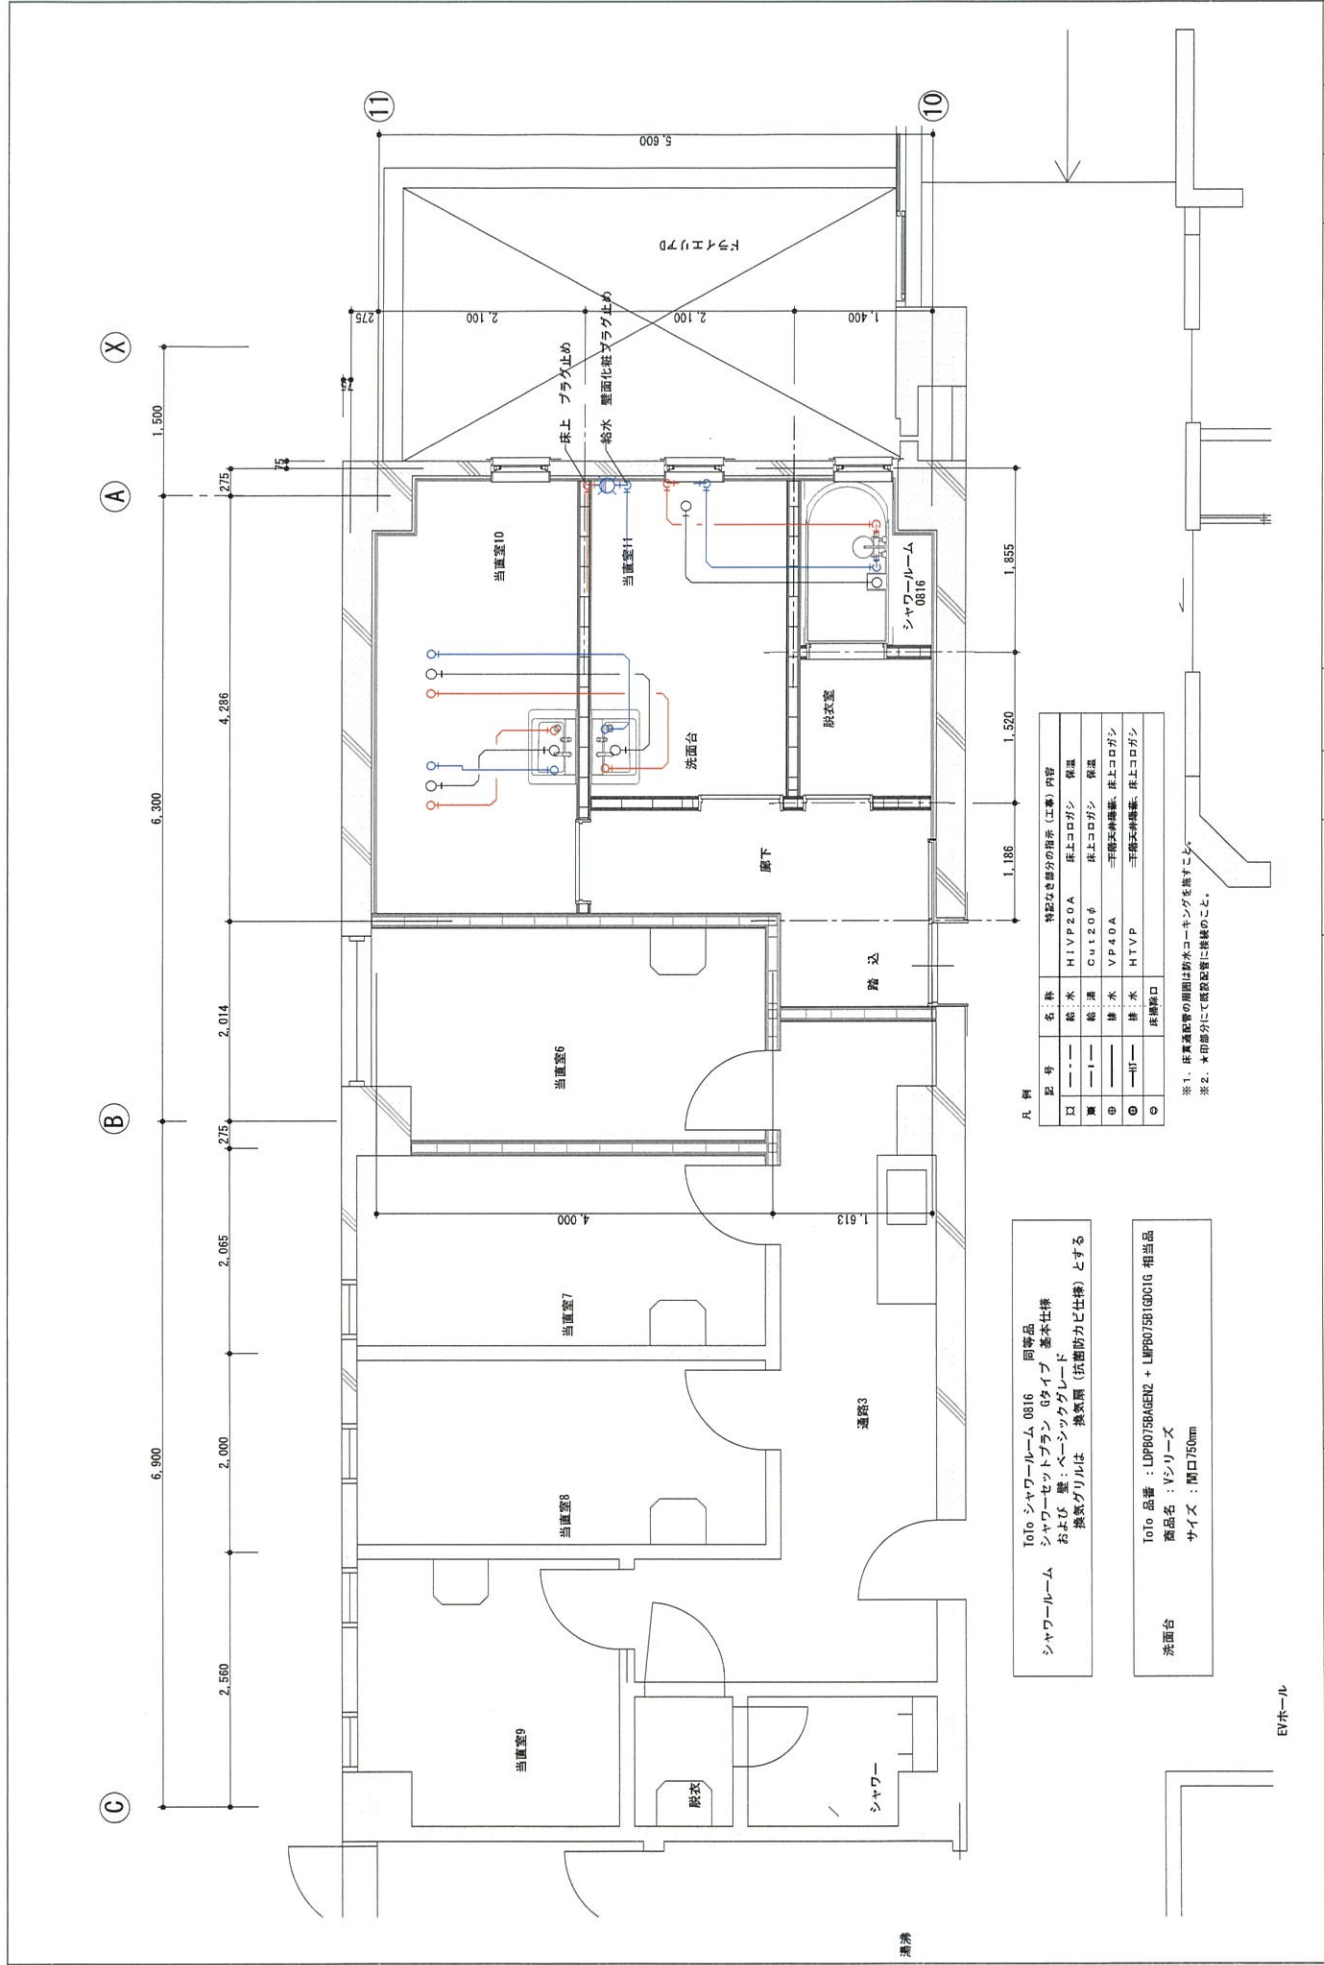 C
B
A
X
6,900
6,300
1,500
2,560
2,000
2,065
275
2,014
4,286
275
75
75
11
10
5,600
275
2,100
2,100
1,400
ドライエリアD
床上 プラグ止め
給水 壁面化粧プラグ止め
当直室9
当直室8
当直室7
当直室6
当直室10
当直室11
洗面台
4,000
1,613
脱衣
シャワー
通路3
踏 込
廊下
脱衣室
シャワールーム
0816
1,186
1,520
1,855
湯沸
EVホール
シャワールーム ToTo シャワールーム 0816 同等品
シャワーセットプラン Gタイプ 基本仕様
および 壁：ベーシックグレード
換気グリルは 換気扇（抗菌防カビ仕様）とする
洗面台 ToTo 品番 ：LDPB075BAGEN2 + LMPB075B1GDC1G 相当品
商品名 ：Vシリーズ
サイズ ：間口750mm
凡 例
記 号 名 称 特記なき部分の指示（工事）内容
給 水 HIVP20A 床上コロガシ 保温
給 湯 Cut20φ 床上コロガシ 保温
排 水 VP40A 下階天井隠蔽、床上コロガシ
HT 排 水 HTVP 下階天井隠蔽、床上コロガシ
床掃除口
※1. 床貫通配管の周囲は防水コーキングを施すこと。
※2. ★印部分にて既設配管に接続のこと。